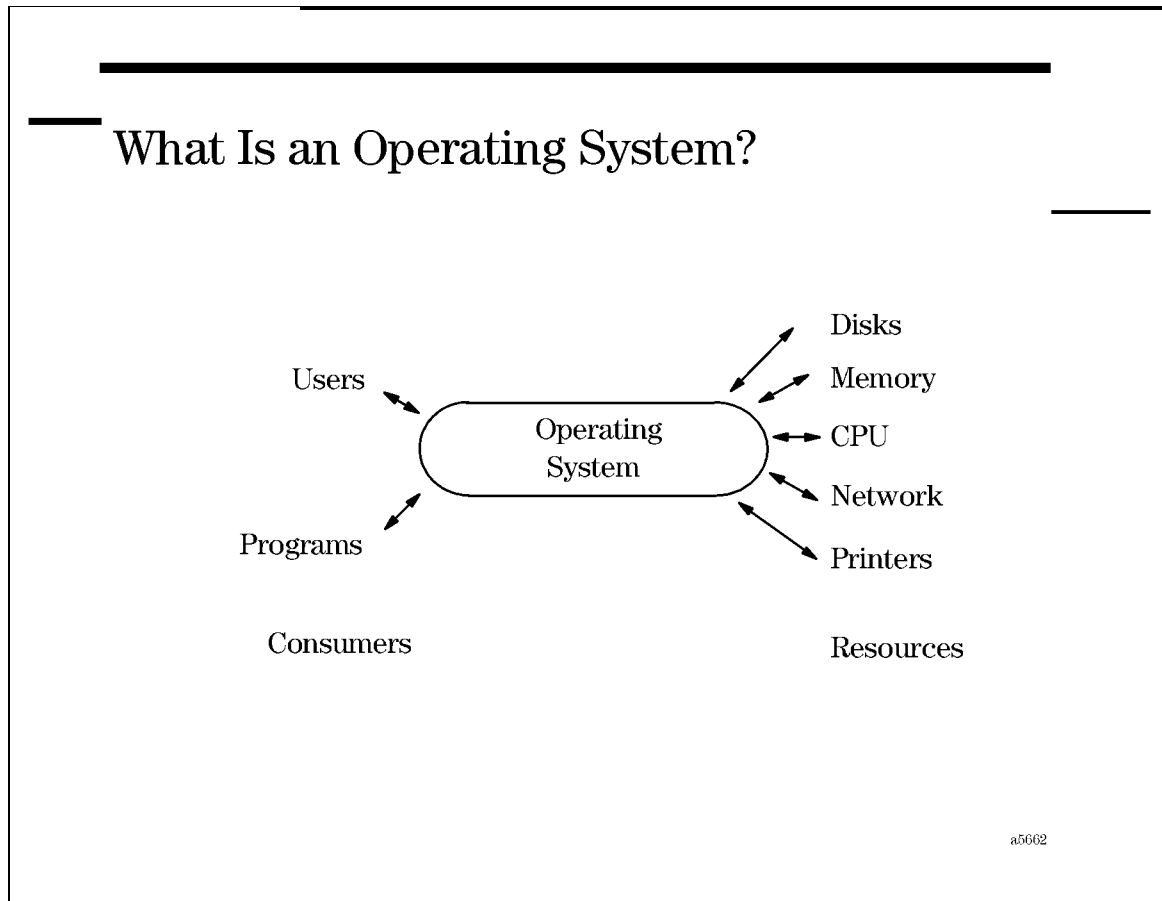 What Is an Operating System?
Disks
Users
Memory
Operating
System
CPU
Network
Programs
Printers
Consumers
Resources
a5662